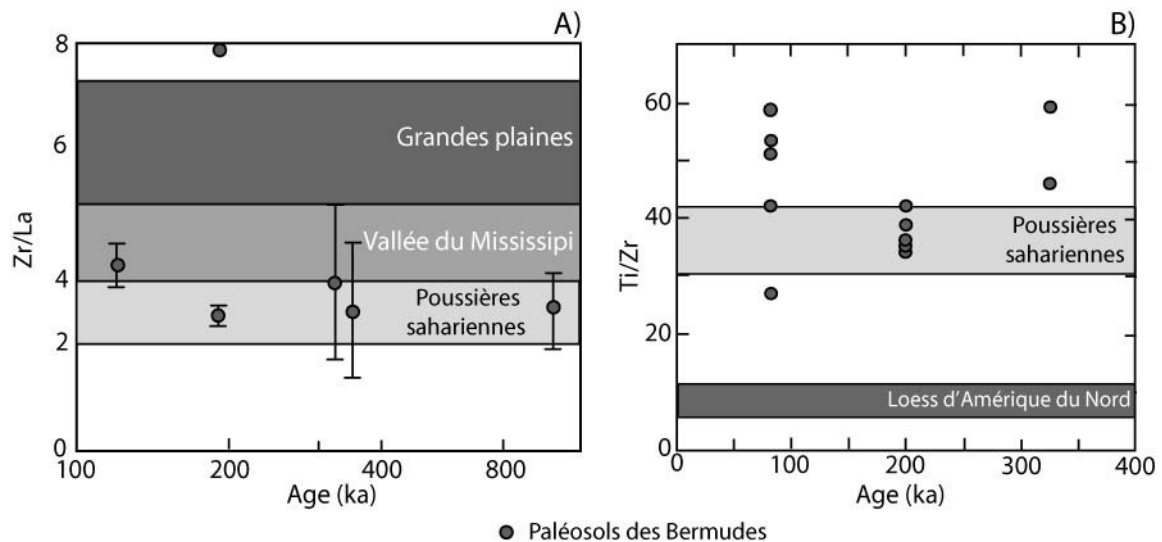 A)
8
6
4
2
0
Zr/La
Grandes plaines
Vallée du Mississipi
Poussières
sahariennes
100
200
400
800
Age (ka)
B)
60
40
20
0
Ti/Zr
Poussières
sahariennes
Loess d'Amérique du Nord
0
100
200
300
400
Age (ka)
Paléosols des Bermudes